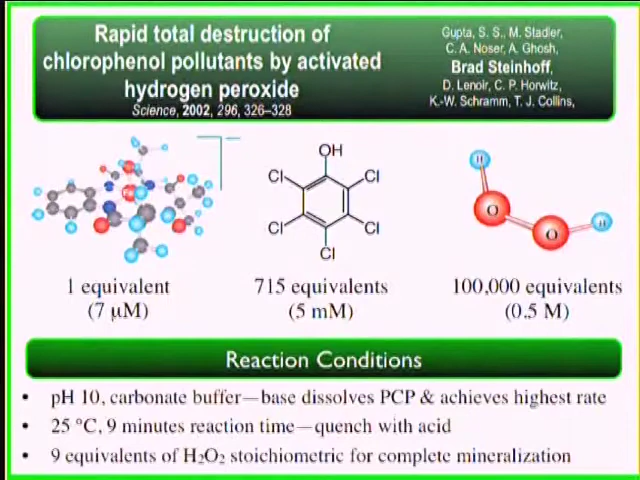 Rapid total destruction of
chlorophenol pollutants by activated
hydrogen peroxide
Science, 2002, 296, 326–328
Gupta, S. S., M. Stadler,
C. A. Noser, A. Ghosh,
Brad Steinhoff,
D. Lenoir, C. P. Horwitz,
K.-W. Schramm, T. J. Collins,
OH
Cl Cl
Cl Cl
Cl
H
O
O
H
1 equivalent
(7 μM)
715 equivalents
(5 mM)
100,000 equivalents
(0.5 M)
Reaction Conditions
• pH 10, carbonate buffer—base dissolves PCP & achieves highest rate
• 25 °C, 9 minutes reaction time—quench with acid
• 9 equivalents of H₂O₂ stoichiometric for complete mineralization